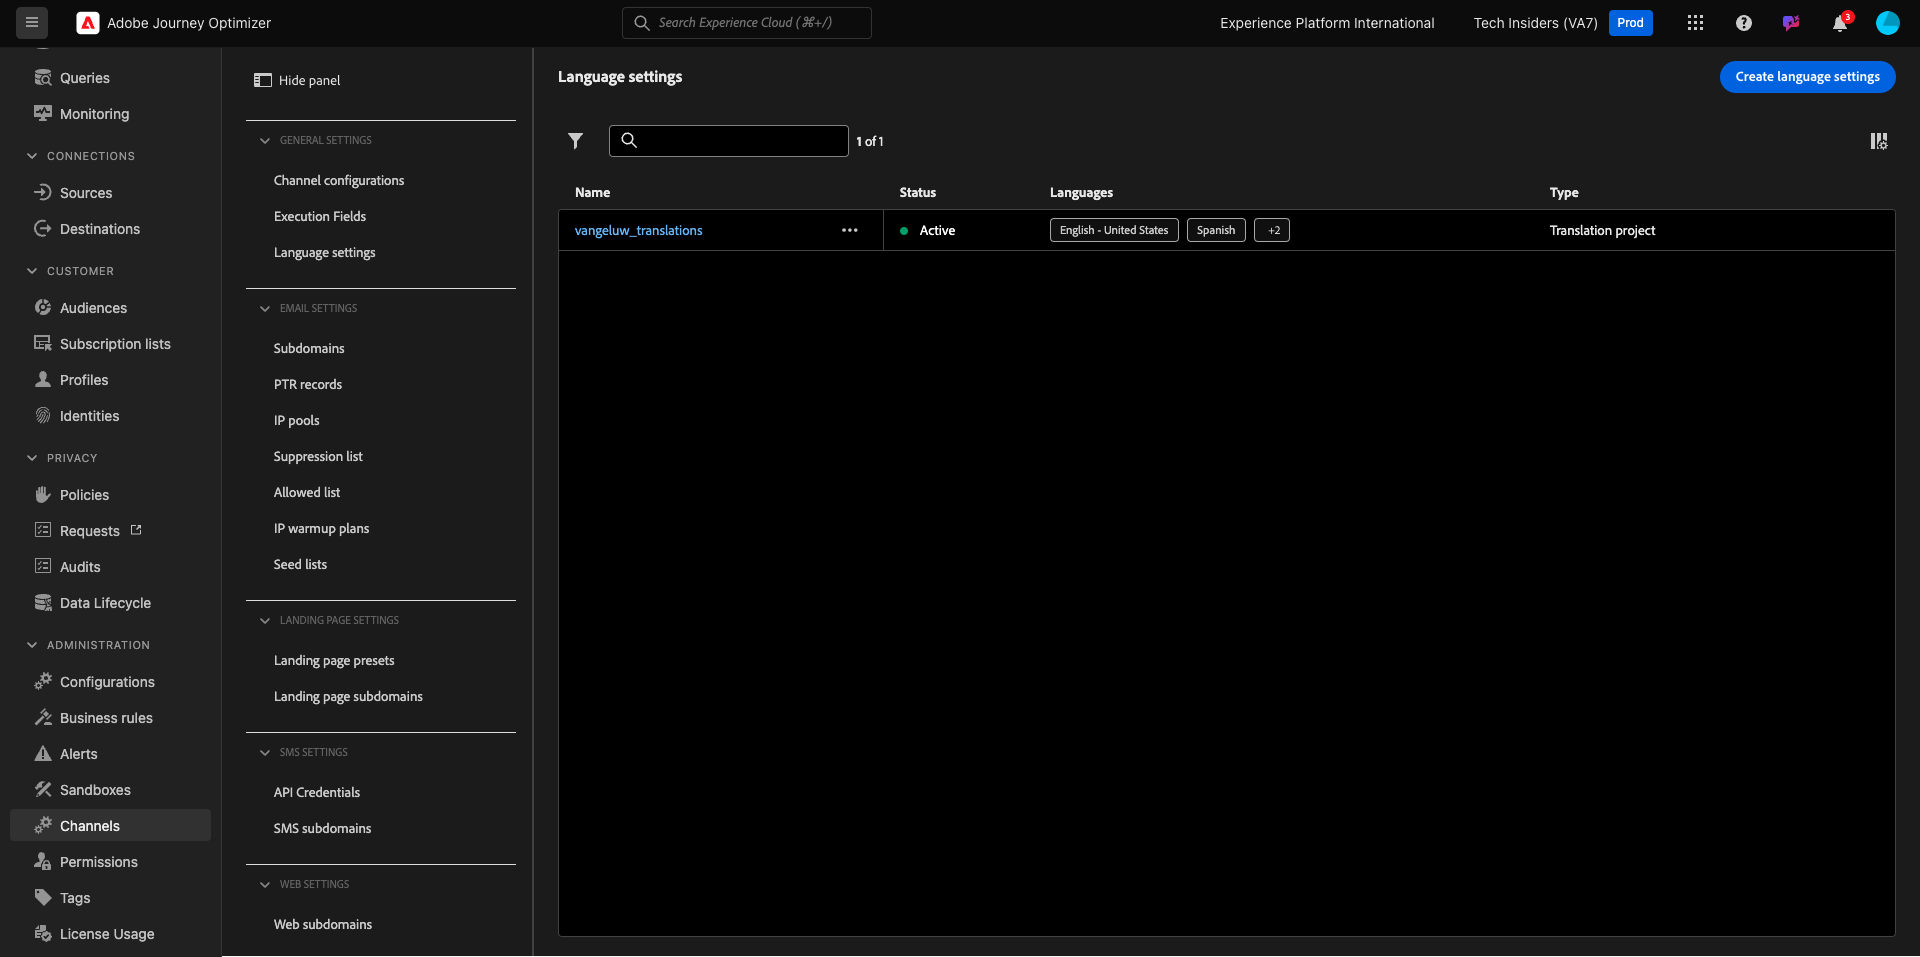 Adobe Journey Optimizer
Search Experience Cloud (⌘+/)
Experience Platform International
Tech Insiders (VA7)
Prod
3
Queries
Monitoring
CONNECTIONS
Sources
Destinations
CUSTOMER
Audiences
Subscription lists
Profiles
Identities
PRIVACY
Policies
Requests
Audits
Data Lifecycle
ADMINISTRATION
Configurations
Business rules
Alerts
Sandboxes
Channels
Permissions
Tags
License Usage
Hide panel
GENERAL SETTINGS
Channel configurations
Execution Fields
Language settings
EMAIL SETTINGS
Subdomains
PTR records
IP pools
Suppression list
Allowed list
IP warmup plans
Seed lists
LANDING PAGE SETTINGS
Landing page presets
Landing page subdomains
SMS SETTINGS
API Credentials
SMS subdomains
WEB SETTINGS
Web subdomains
Language settings
Create language settings
1 of 1
Name Status Languages Type
vangeluw_translations ••• Active English - United States Spanish +2 Translation project